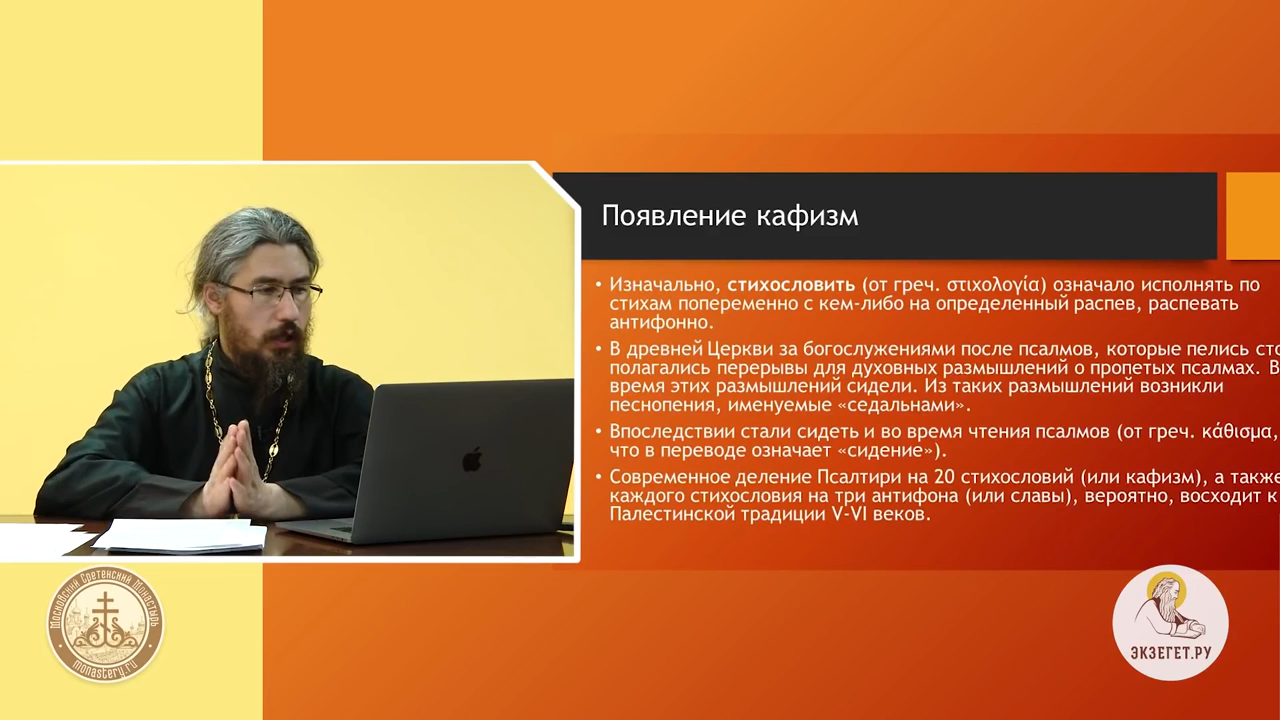 Появление кафизм
• Изначально, стихословить (от греч. στιχολογία) означало исполнять по
стихам попеременно с кем-либо на определенный распев, распевать
антифонно.
• В древней Церкви за богослужениями после псалмов, которые пелись сто
полагались перерывы для духовных размышлений о пропетых псалмах. В
время этих размышлений сидели. Из таких размышлений возникли
песнопения, именуемые «седальнами».
• Впоследствии стали сидеть и во время чтения псалмов (от греч. κάθισμα,
что в переводе означает «сидение»).
• Современное деление Псалтири на 20 стихословий (или кафизм), а также
каждого стихословия на три антифона (или славы), вероятно, восходит к
Палестинской традиции V-VI веков.
Московский Сретенский Монастырь
monastery.ru
ЭКЗЕГЕТ.РУ